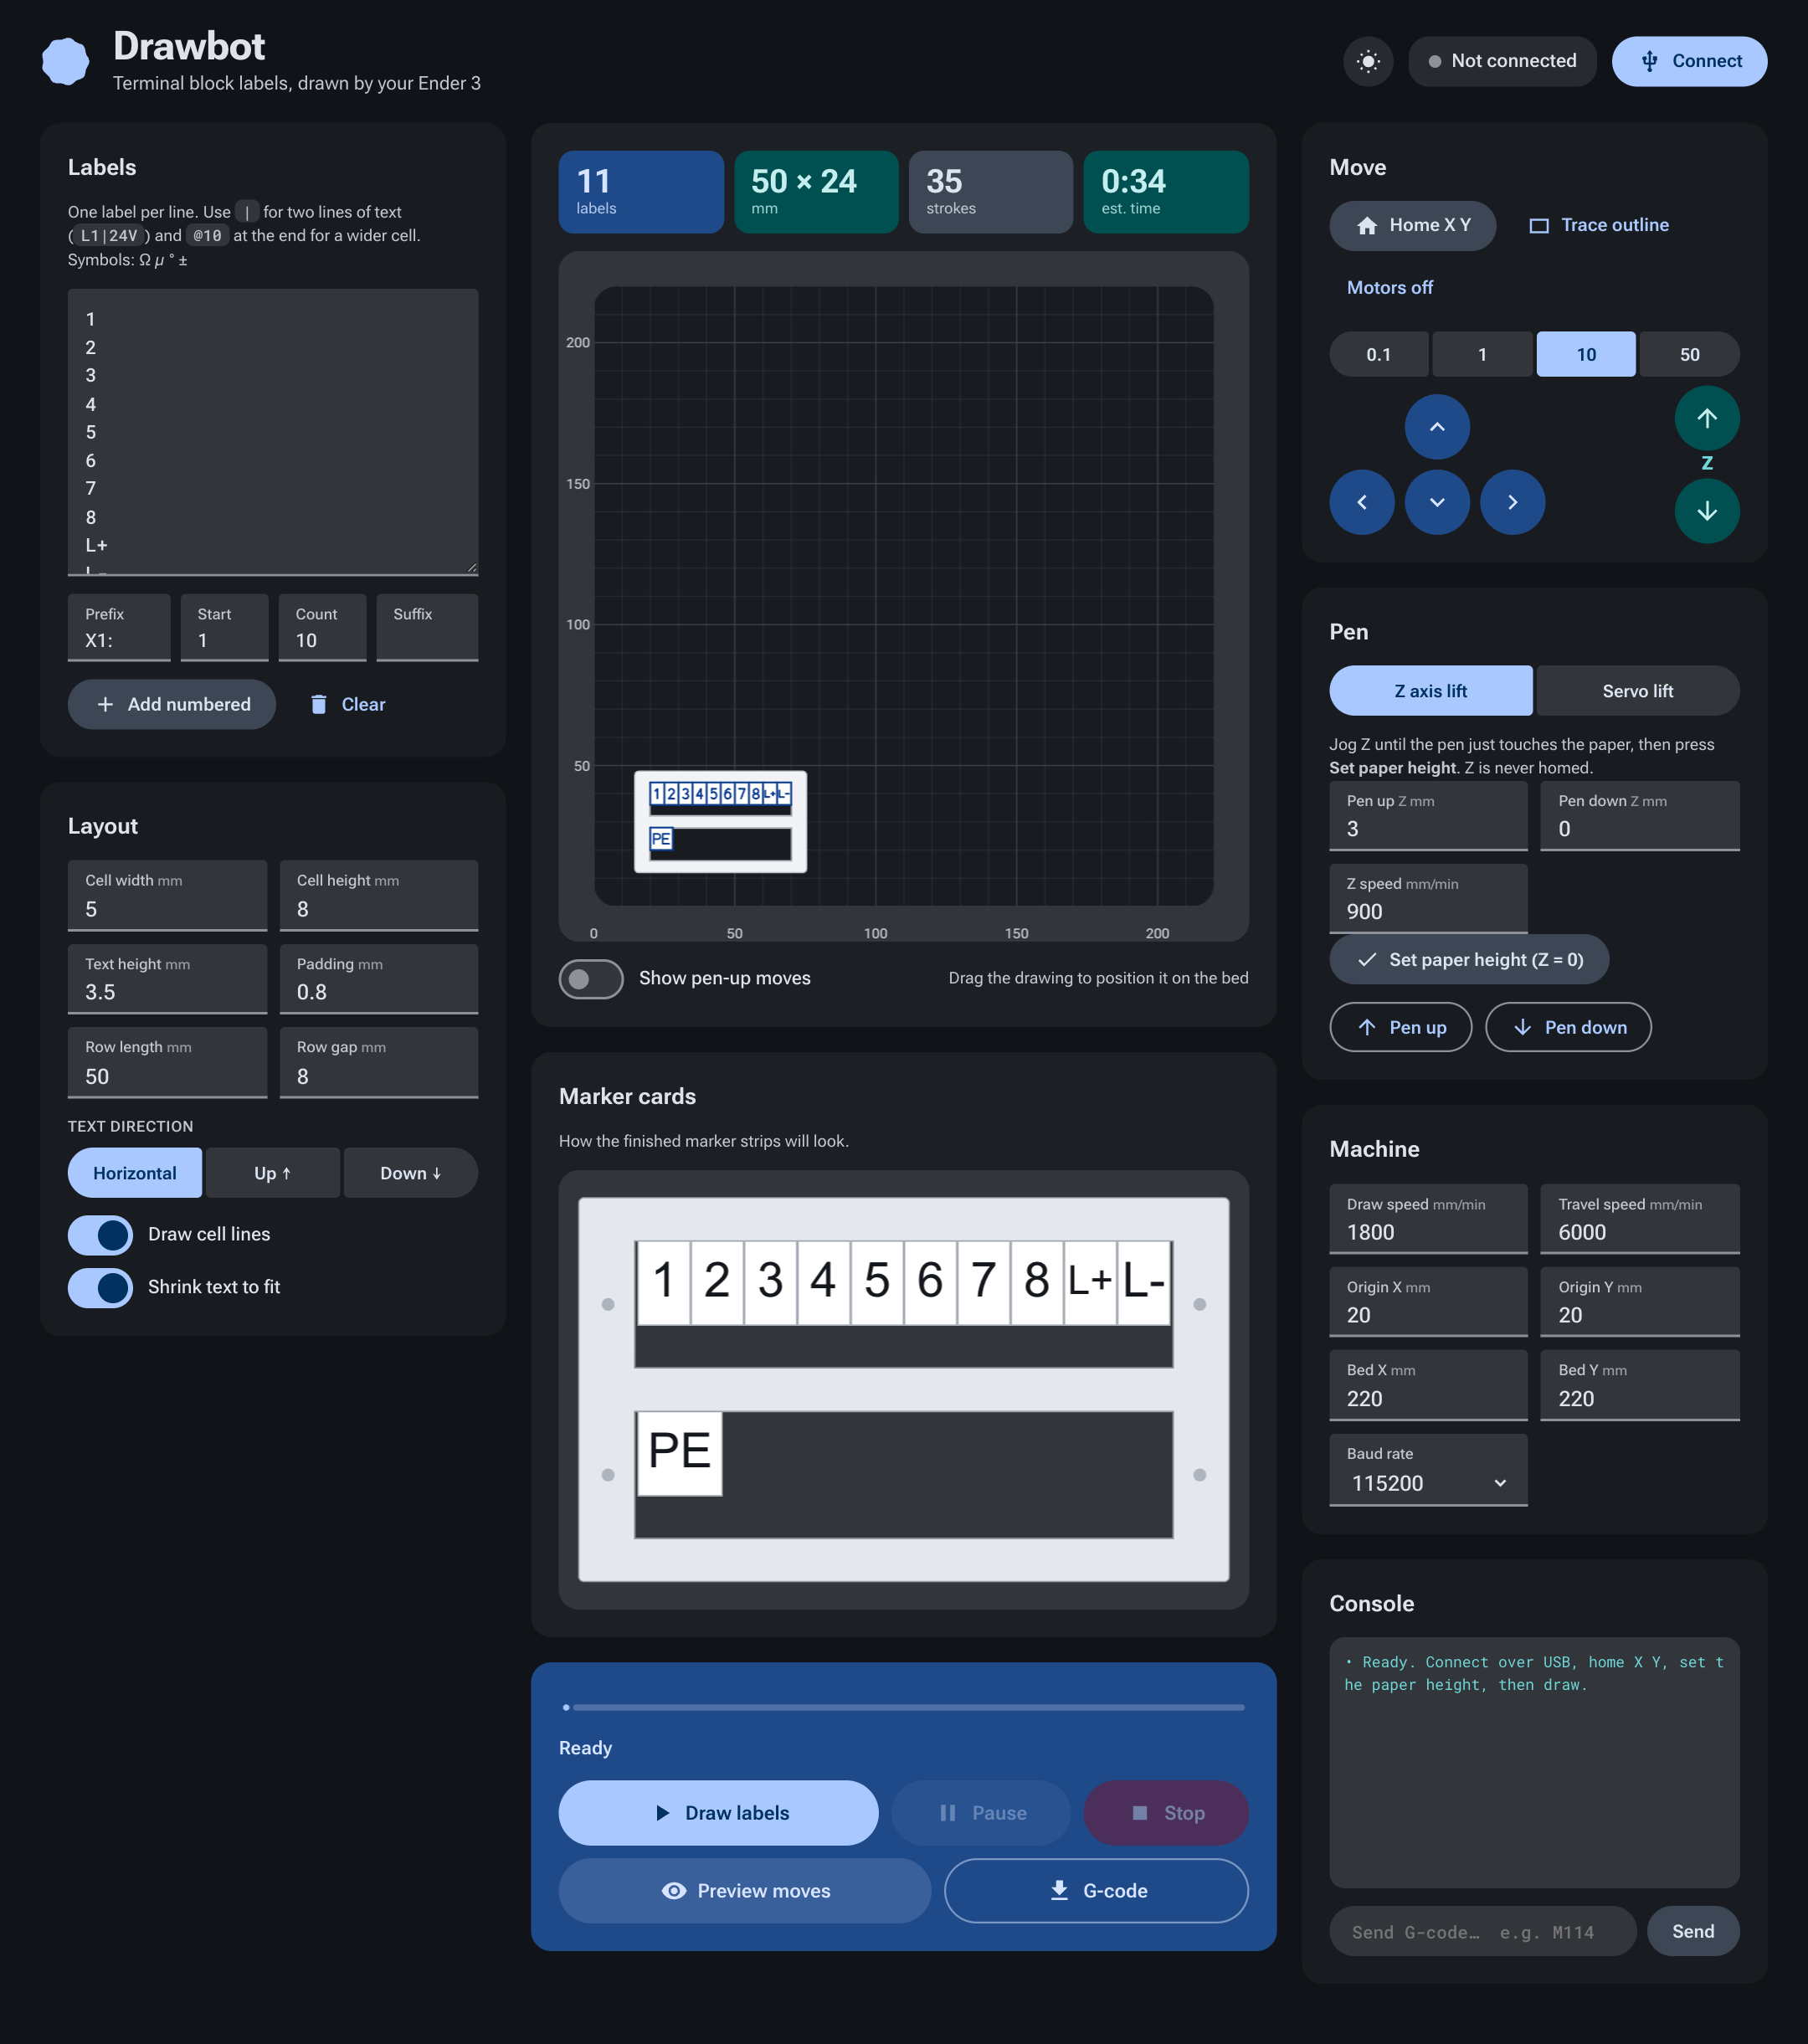 Drawbot
Terminal block labels, drawn by your Ender 3
Not connected
Connect
Labels
One label per line. Use | for two lines of text
(L1|24V) and @10 at the end for a wider cell.
Symbols: Ω µ ° ±
1
2
3
4
5
6
7
8
L+
Prefix
X1:
Start
1
Count
10
Suffix
Add numbered
Clear
Layout
Cell width mm
5
Cell height mm
8
Text height mm
3.5
Padding mm
0.8
Row length mm
50
Row gap mm
8
TEXT DIRECTION
Horizontal
Up ↑
Down ↓
Draw cell lines
Shrink text to fit
11
labels
50 × 24
mm
35
strokes
0:34
est. time
200
150
100
50
1 2 3 4 5 6 7 8 L+ L-
PE
0 50 100 150 200
Show pen-up moves
Drag the drawing to position it on the bed
Marker cards
How the finished marker strips will look.
1 2 3 4 5 6 7 8 L+ L-
PE
Ready
Draw labels
Pause
Stop
Preview moves
G-code
Move
Home X Y
Trace outline
Motors off
0.1
1
10
50
Z
Pen
Z axis lift
Servo lift
Jog Z until the pen just touches the paper, then press
Set paper height. Z is never homed.
Pen up Z mm
3
Pen down Z mm
0
Z speed mm/min
900
Set paper height (Z = 0)
Pen up
Pen down
Machine
Draw speed mm/min
1800
Travel speed mm/min
6000
Origin X mm
20
Origin Y mm
20
Bed X mm
220
Bed Y mm
220
Baud rate
115200
Console
· Ready. Connect over USB, home X Y, set t
he paper height, then draw.
Send G-code… e.g. M114
Send